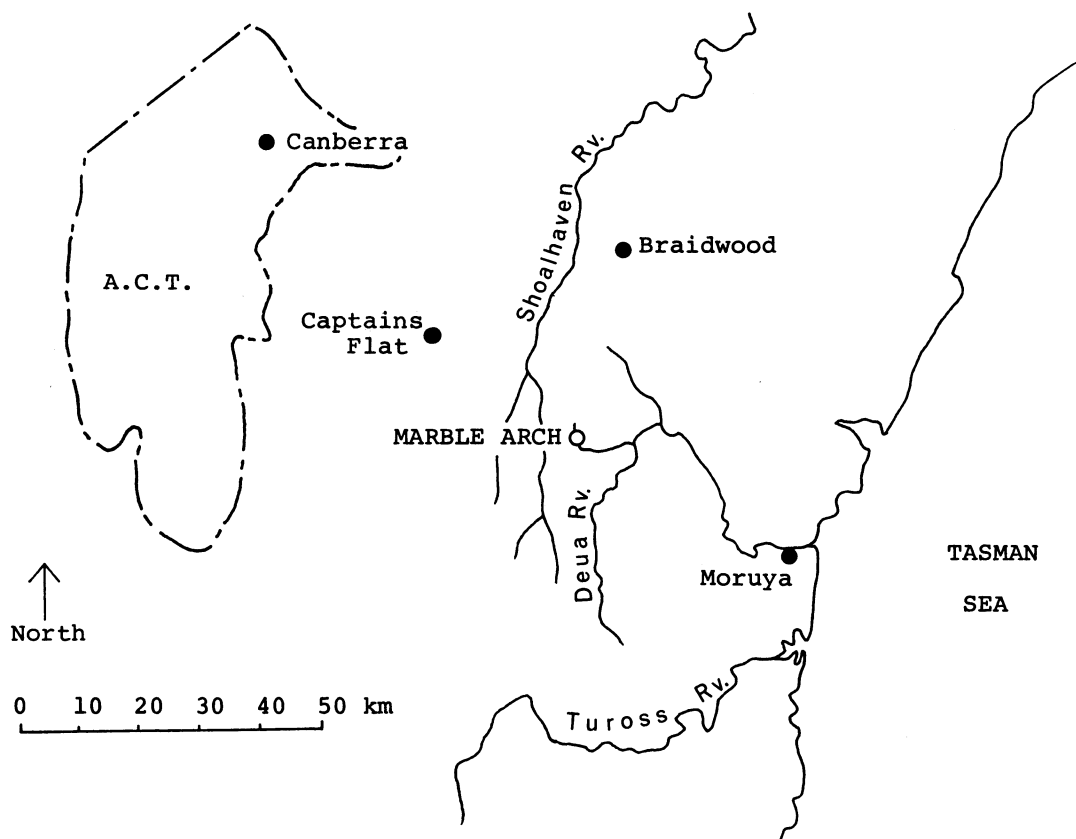 Canberra
Shoalhaven Rv.
Braidwood
A.C.T.
Captains
Flat
MARBLE ARCH
Deua Rv.
TASMAN
Moruya
SEA
North
Tuross Rv.
0 10 20 30 40 50 km